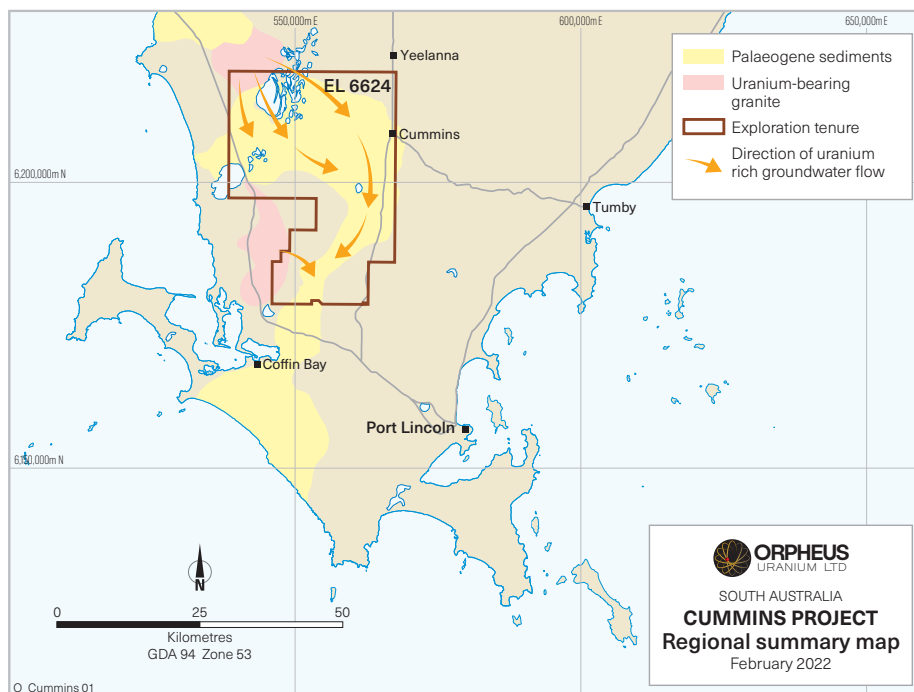 550,000m E
600,000m E
650,000m E
Yeelanna
EL 6624
Cummins
6,200,000m N
Tumby
Palaeogene sediments
Uranium-bearing
granite
Exploration tenure
Direction of uranium
rich groundwater flow
Coffin Bay
Port Lincoln
6,150,000m N
N
0
25
50
Kilometres
GDA 94 Zone 53
ORPHEUS
URANIUM LTD
SOUTH AUSTRALIA
CUMMINS PROJECT
Regional summary map
February 2022
O_Cummins 01